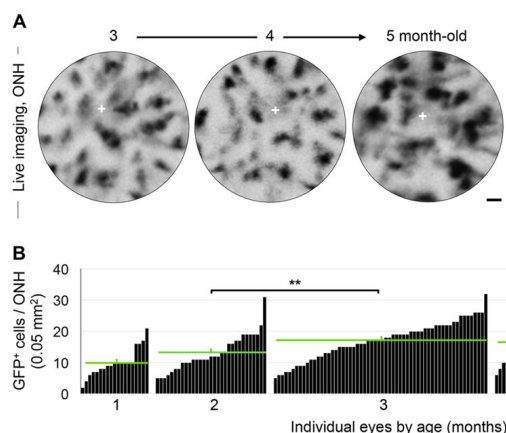 A
3 4 5 month-old
Live imaging, ONH
B
GFP⁺ cells / ONH
(0.05 mm²)
40
30
20
10
0
**
1 2 3
Individual eyes by age (months)